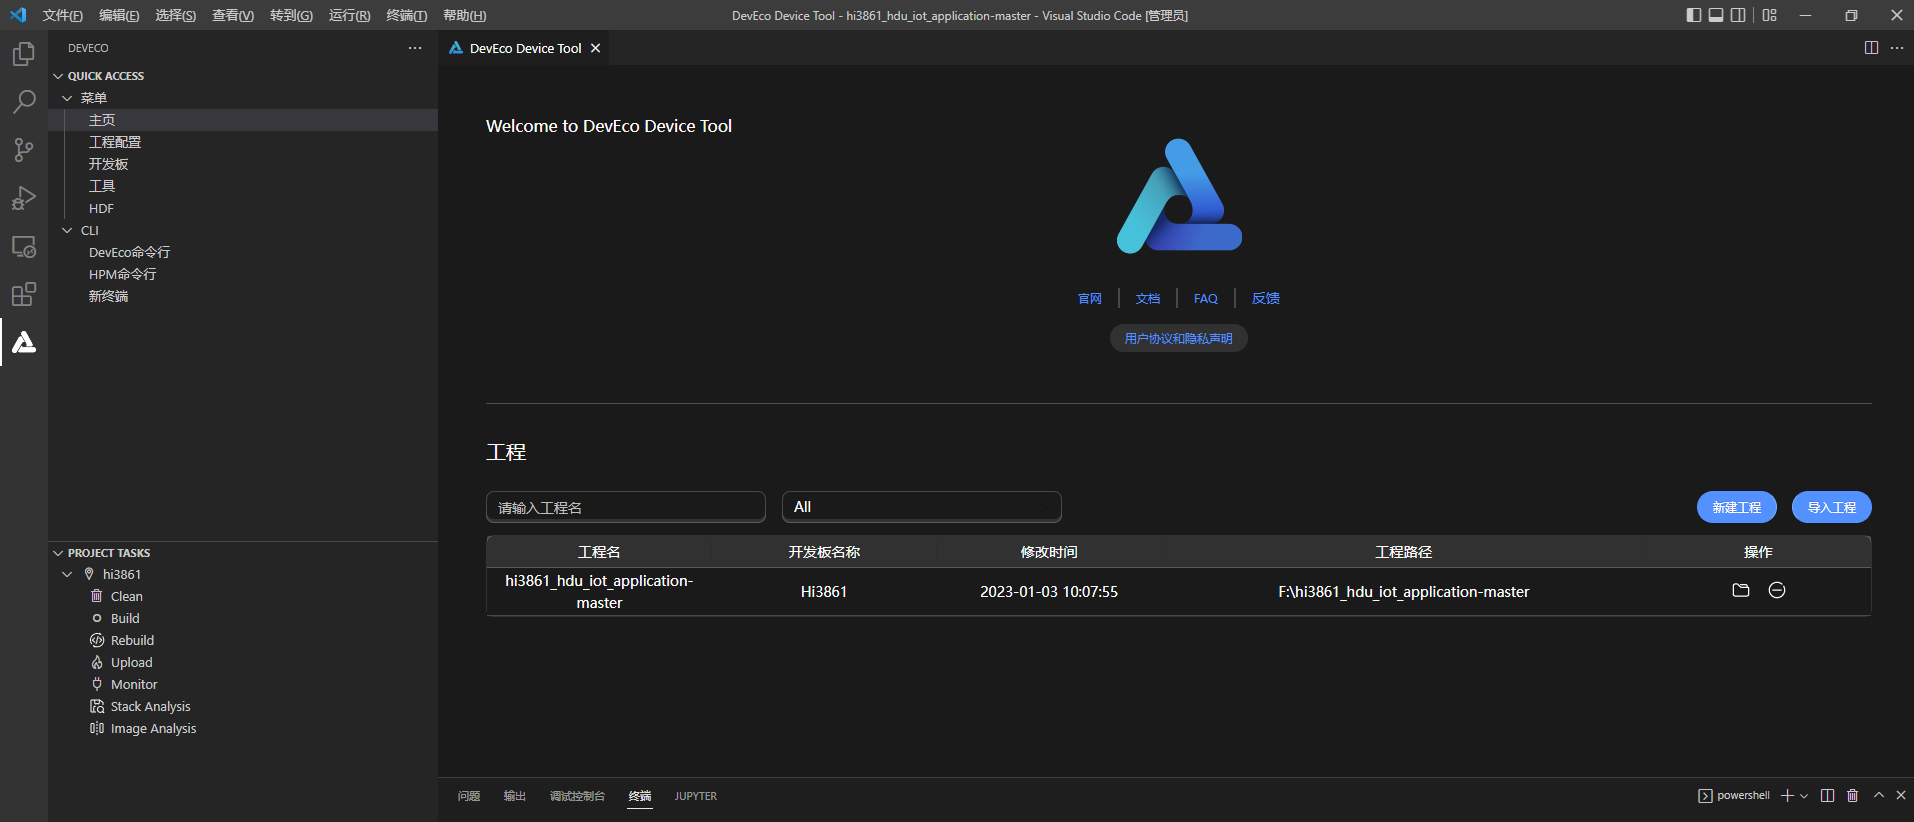 文件(F) 编辑(E) 选择(S) 查看(V) 转到(G) 运行(R) 终端(T) 帮助(H)
DevEco Device Tool - hi3861_hdu_iot_application-master - Visual Studio Code [管理员]
DEVECO
QUICK ACCESS
菜单
主页
工程配置
开发板
工具
HDF
CLI
DevEco命令行
HPM命令行
新终端
PROJECT TASKS
hi3861
Clean
Build
Rebuild
Upload
Monitor
Stack Analysis
Image Analysis
DevEco Device Tool
Welcome to DevEco Device Tool
官网 文档 FAQ 反馈
用户协议和隐私声明
工程
请输入工程名 All 新建工程 导入工程
工程名 开发板名称 修改时间 工程路径 操作
hi3861_hdu_iot_application-
master
Hi3861 2023-01-03 10:07:55 F:\hi3861_hdu_iot_application-master
问题 输出 调试控制台 终端 JUPYTER
powershell